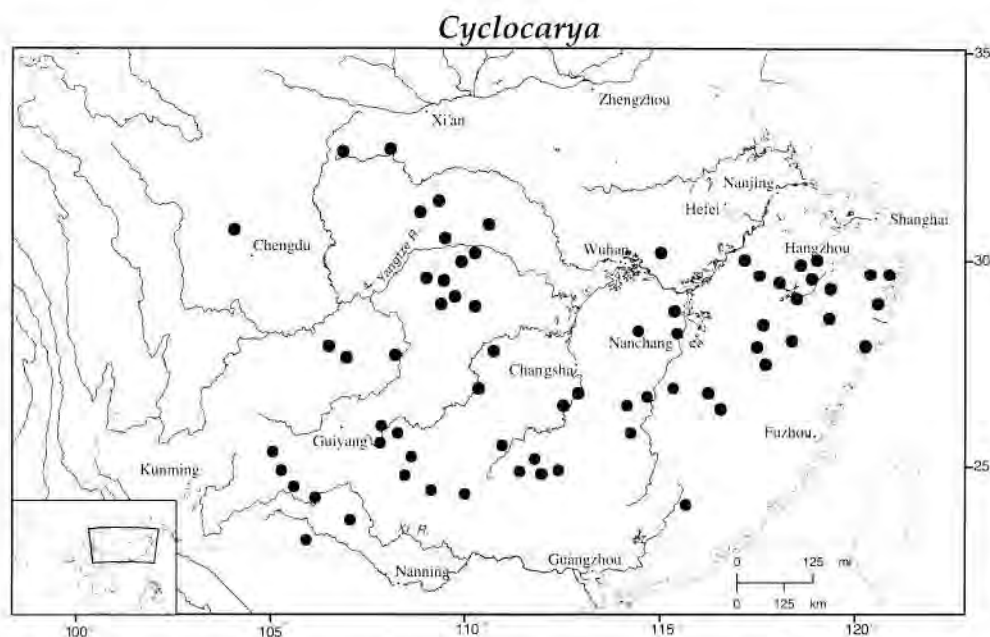 Cyclocarya
35
Zhengzhou
Xi'an
Nanjing
Hefei
Shanghai
Chengdu
Yangtze R.
Wuhan
Hangzhou
30
Nanchang
Changsha
Guiyang
Fuzhou
Kunming
25
Xi R.
Guangzhou
Nanning
0 125 mi
0 125 km
100 105 110 115 120